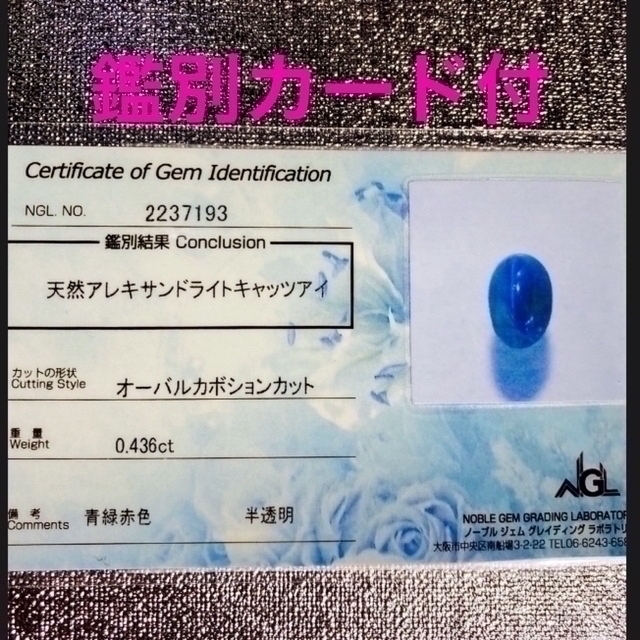 鑑別カード付
Certificate of Gem Identification
NGL. NO. 2237193
鑑別結果 Conclusion
天然アレキサンドライトキャッツアイ
カットの形状
Cutting Style オーバルカボションカット
重量
Weight 0.436ct
備考
Comments 青緑赤色 半透明
NGL
NOBLE GEM GRADING LABORATOR
ノーブル ジェム グレイディング ラボラトリ
大阪市中央区南船場3-2-22 TEL06-6243-658